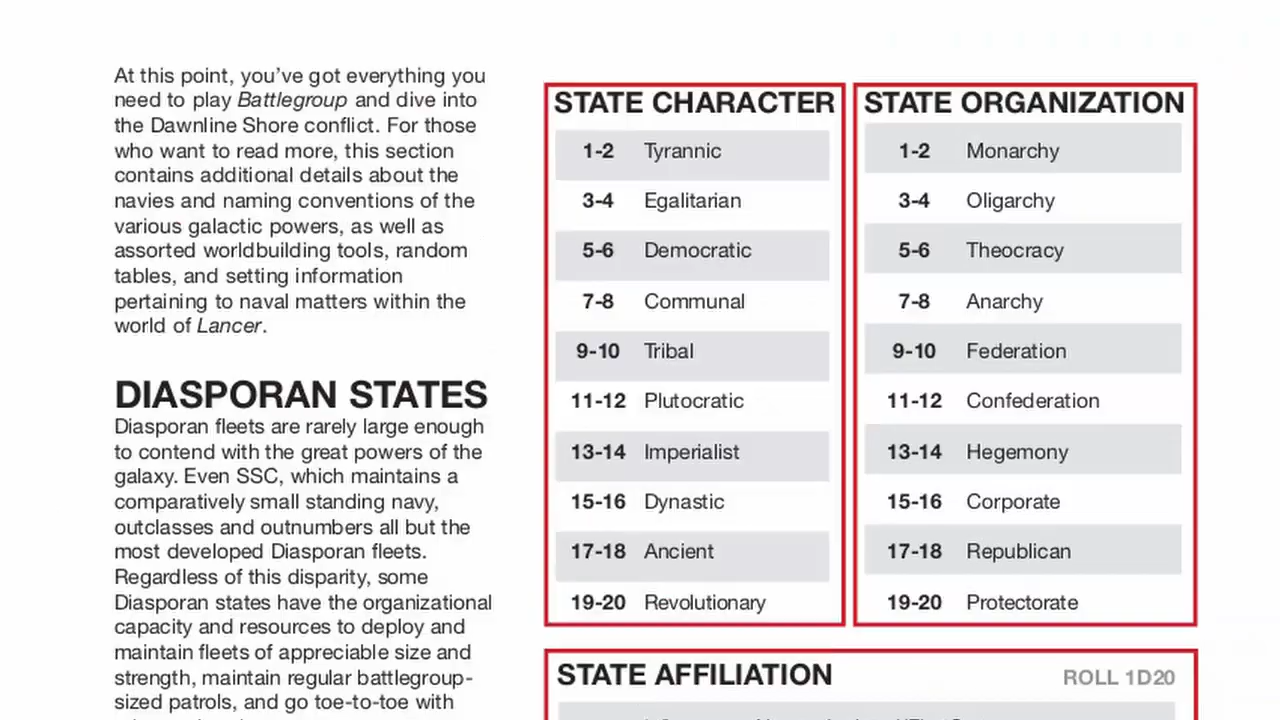 At this point, you've got everything you
need to play Battlegroup and dive into
the Dawnline Shore conflict. For those
who want to read more, this section
contains additional details about the
navies and naming conventions of the
various galactic powers, as well as
assorted worldbuilding tools, random
tables, and setting information
pertaining to naval matters within the
world of Lancer.
DIASPORAN STATES
Diasporan fleets are rarely large enough
to contend with the great powers of the
galaxy. Even SSC, which maintains a
comparatively small standing navy,
outclasses and outnumbers all but the
most developed Diasporan fleets.
Regardless of this disparity, some
Diasporan states have the organizational
capacity and resources to deploy and
maintain fleets of appreciable size and
strength, maintain regular battlegroup-
sized patrols, and go toe-to-toe with
STATE CHARACTER
1-2 Tyrannic
3-4 Egalitarian
5-6 Democratic
7-8 Communal
9-10 Tribal
11-12 Plutocratic
13-14 Imperialist
15-16 Dynastic
17-18 Ancient
19-20 Revolutionary
STATE ORGANIZATION
1-2 Monarchy
3-4 Oligarchy
5-6 Theocracy
7-8 Anarchy
9-10 Federation
11-12 Confederation
13-14 Hegemony
15-16 Corporate
17-18 Republican
19-20 Protectorate
STATE AFFILIATION ROLL 1D20